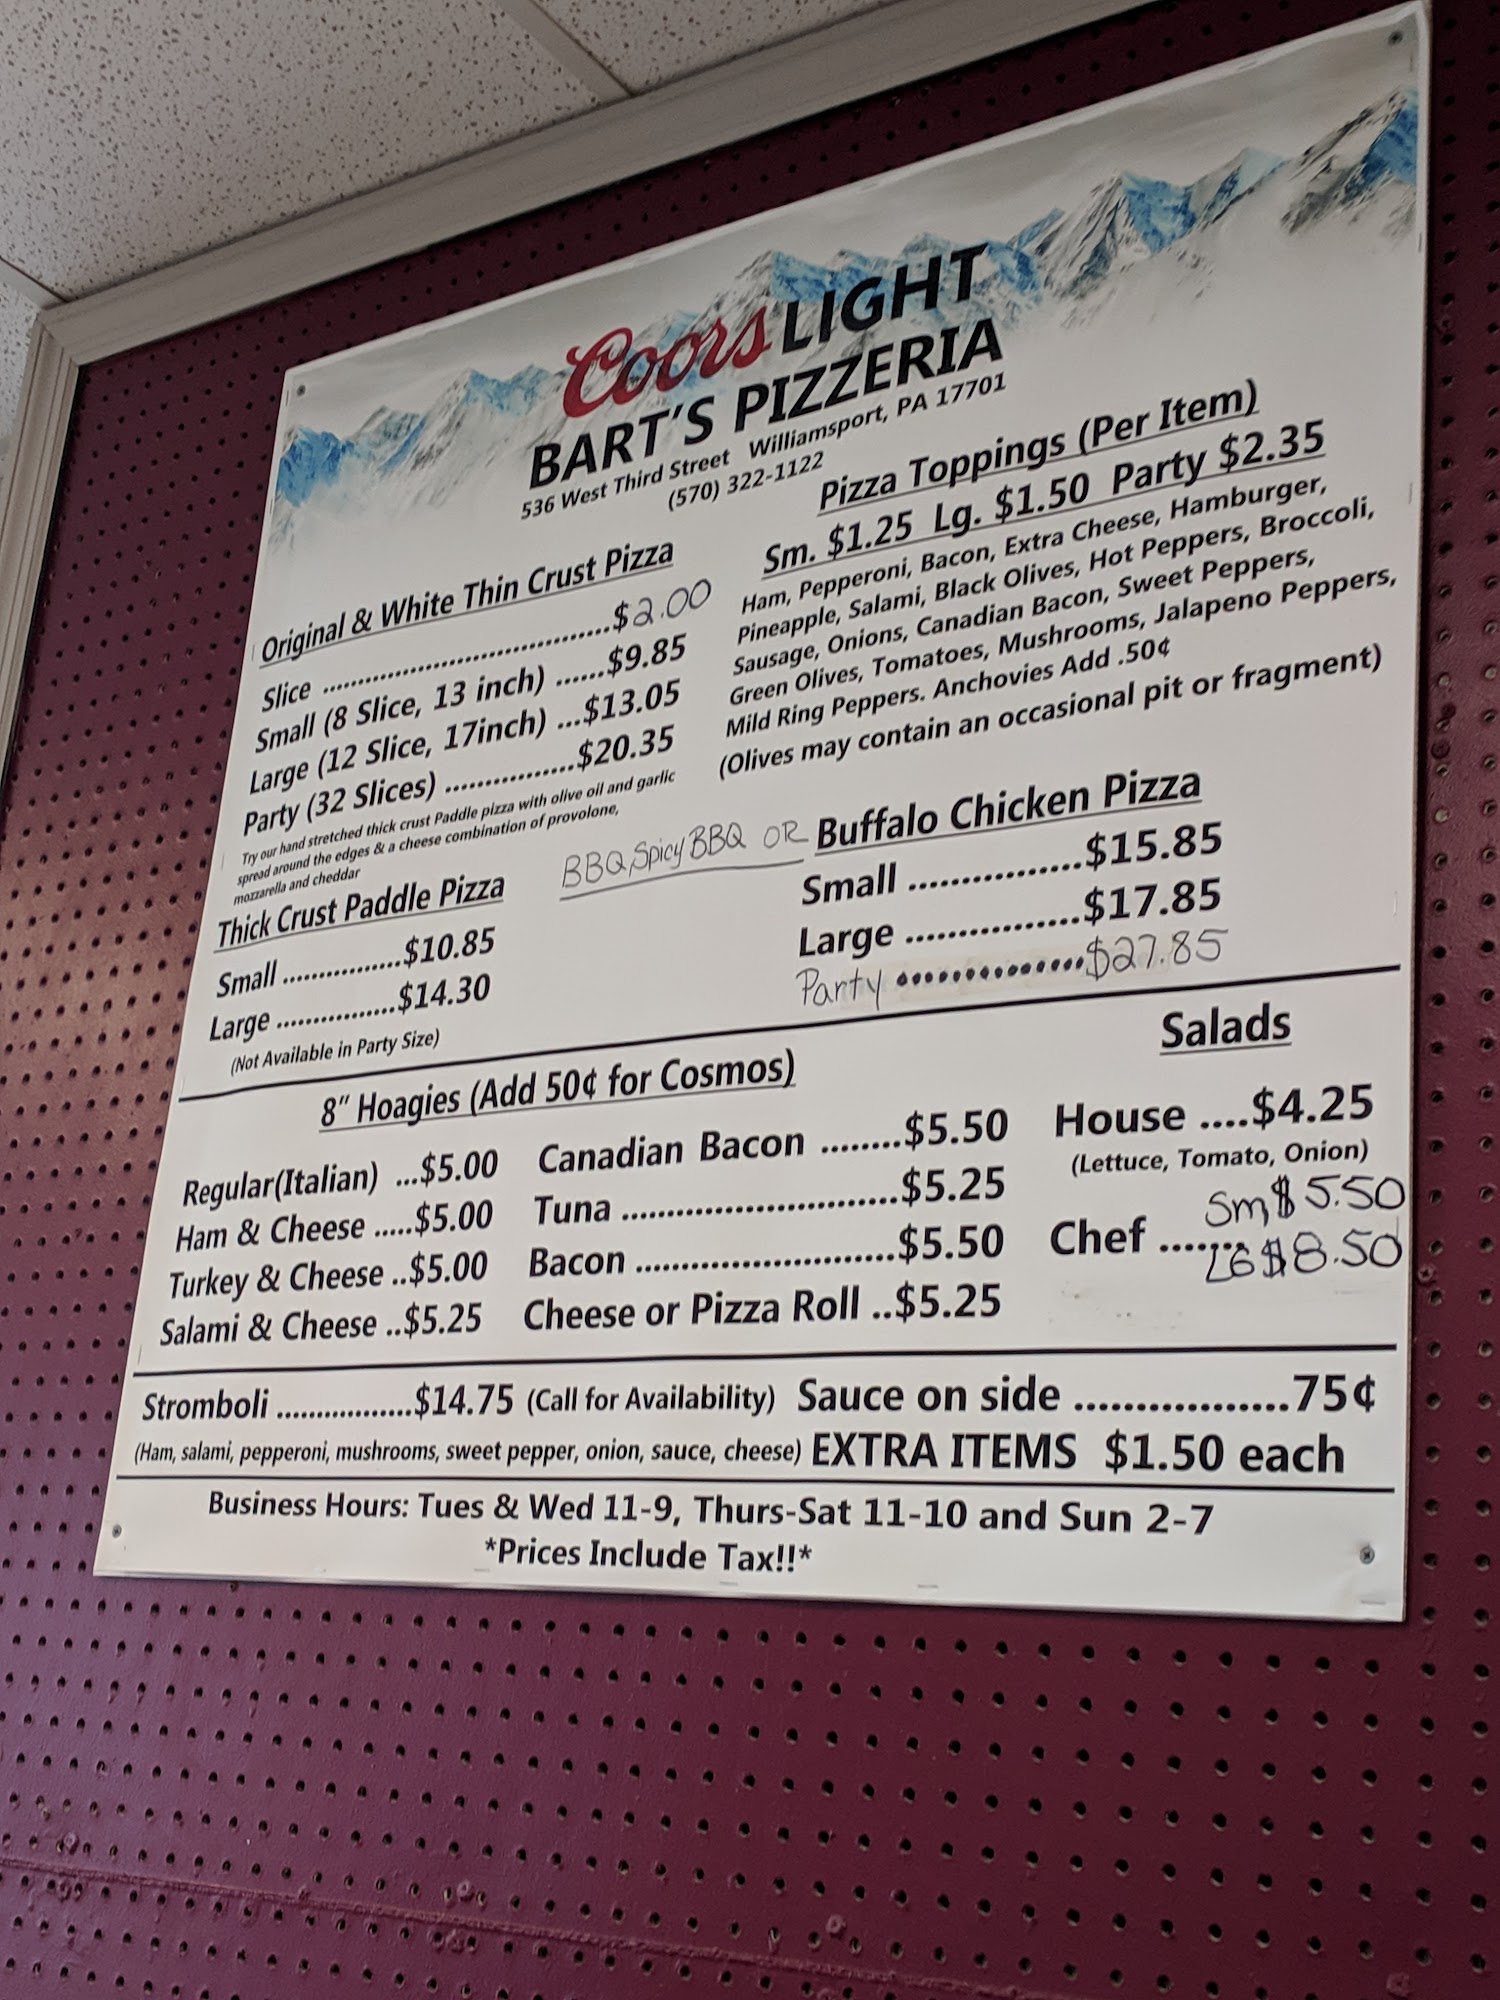 Coors LIGHT
BART'S PIZZERIA
536 West Third Street Williamsport, PA 17701
(570) 322-1122
Original & White Thin Crust Pizza
Slice ....................................$2.00
Small (8 Slice, 13 inch) ......$9.85
Large (12 Slice, 17inch) ...$13.05
Party (32 Slices) ...............$20.35
Try our hand stretched thick crust Paddle pizza with olive oil and garlic
spread around the edges & a cheese combination of provolone,
mozzarella and cheddar
Thick Crust Paddle Pizza
Small ................$10.85
Large ................$14.30
(Not Available in Party Size)
Pizza Toppings (Per Item)
Sm. $1.25 Lg. $1.50 Party $2.35
Ham, Pepperoni, Bacon, Extra Cheese, Hamburger,
Pineapple, Salami, Black Olives, Hot Peppers, Broccoli,
Sausage, Onions, Canadian Bacon, Sweet Peppers,
Green Olives, Tomatoes, Mushrooms, Jalapeno Peppers,
Mild Ring Peppers. Anchovies Add .50¢
(Olives may contain an occasional pit or fragment)
BBQ, Spicy BBQ OR Buffalo Chicken Pizza
Small ................$15.85
Large ................$17.85
Party ...............$27.85
8" Hoagies (Add 50¢ for Cosmos)
Regular(Italian) ...$5.00
Ham & Cheese .....$5.00
Turkey & Cheese ..$5.00
Salami & Cheese ..$5.25
Canadian Bacon ........$5.50
Tuna ...........................$5.25
Bacon .........................$5.50
Cheese or Pizza Roll ..$5.25
Salads
House ....$4.25
(Lettuce, Tomato, Onion)
Sm $5.50
Chef .......
LG $8.50
Stromboli .................$14.75 (Call for Availability) Sauce on side .................75¢
(Ham, salami, pepperoni, mushrooms, sweet pepper, onion, sauce, cheese) EXTRA ITEMS $1.50 each
Business Hours: Tues & Wed 11-9, Thurs-Sat 11-10 and Sun 2-7
*Prices Include Tax!!*